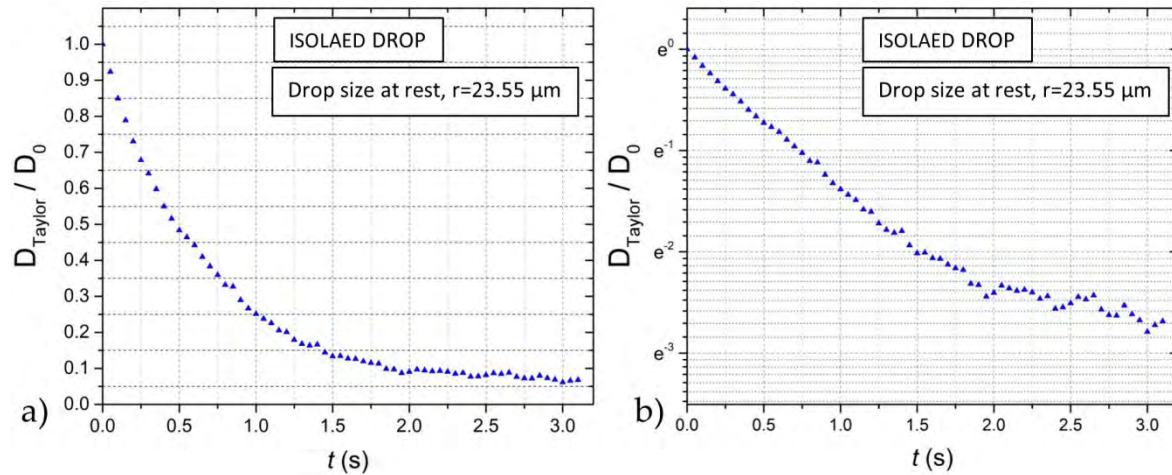 ISOLAED DROP
Drop size at rest, r=23.55 μm
D_Taylor / D_0
1.0
0.9
0.8
0.7
0.6
0.5
0.4
0.3
0.2
0.1
0.0
0.0 0.5 1.0 1.5 2.0 2.5 3.0
t (s)
a)
ISOLAED DROP
Drop size at rest, r=23.55 μm
D_Taylor / D_0
e^0
e^-1
e^-2
e^-3
0.0 0.5 1.0 1.5 2.0 2.5 3.0
t (s)
b)